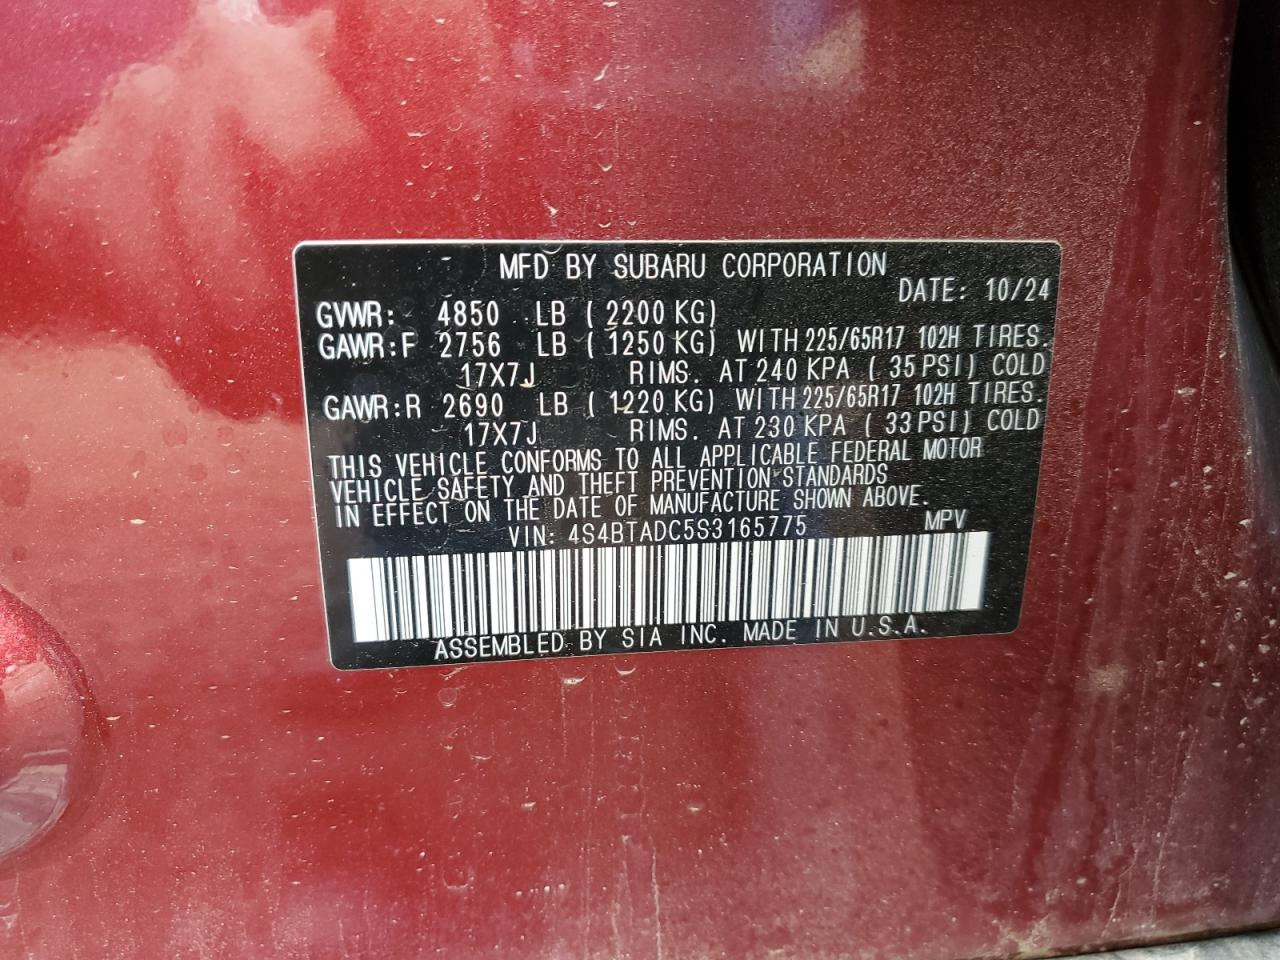 MFD BY SUBARU CORPORATION
DATE: 10/24
GVWR: 4850 LB ( 2200 KG)
GAWR:F 2756 LB ( 1250 KG) WITH 225/65R17 102H TIRES.
17X7J RIMS. AT 240 KPA ( 35 PSI) COLD
GAWR:R 2690 LB ( 1220 KG) WITH 225/65R17 102H TIRES.
17X7J RIMS. AT 230 KPA ( 33 PSI) COLD
THIS VEHICLE CONFORMS TO ALL APPLICABLE FEDERAL MOTOR
VEHICLE SAFETY AND THEFT PREVENTION STANDARDS
IN EFFECT ON THE DATE OF MANUFACTURE SHOWN ABOVE.
VIN: 4S4BTADC5S3165775 MPV
ASSEMBLED BY SIA INC. MADE IN U.S.A.